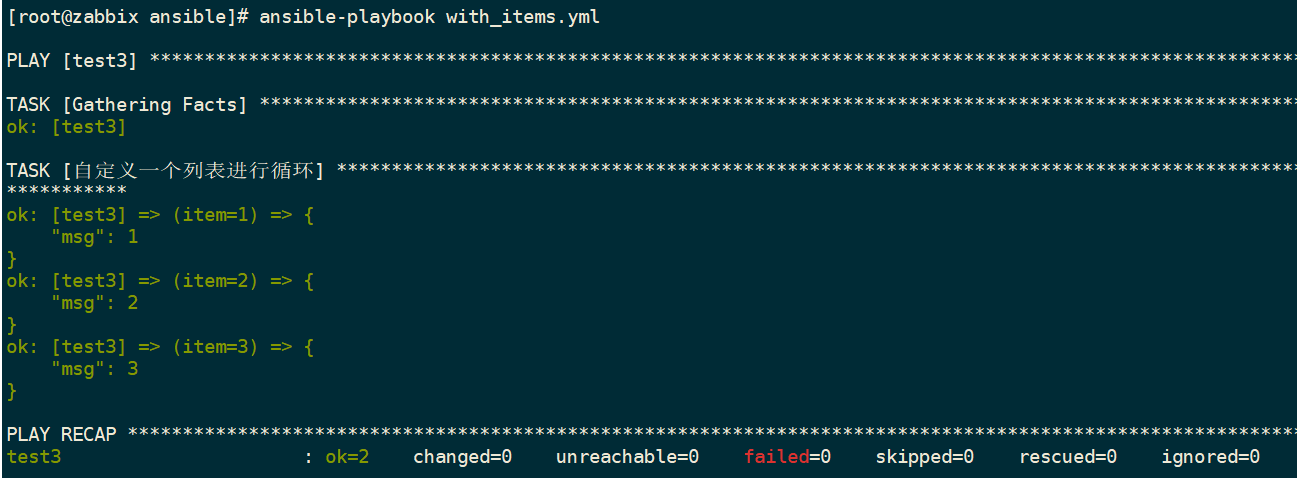 [root@zabbix ansible]# ansible-playbook with_items.yml
PLAY [test3] *********************************************************************************************************
TASK [Gathering Facts] ***********************************************************************************************
ok: [test3]
TASK [自定义一个列表进行循环] ****************************************************************************************
***********
ok: [test3] => (item=1) => {
    "msg": 1
}
ok: [test3] => (item=2) => {
    "msg": 2
}
ok: [test3] => (item=3) => {
    "msg": 3
}
PLAY RECAP ***********************************************************************************************************
test3                      : ok=2    changed=0    unreachable=0    failed=0    skipped=0    rescued=0    ignored=0